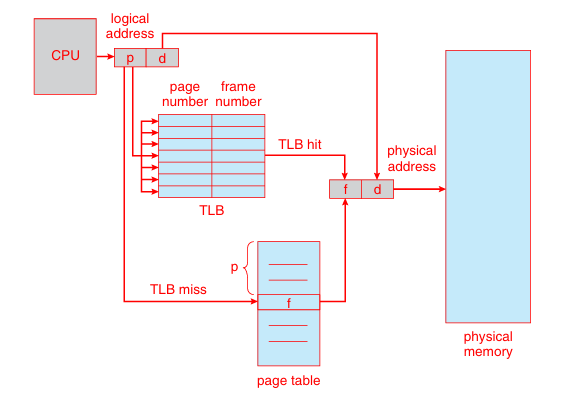 logical
address
CPU
p
d
page
number
frame
number
TLB hit
physical
address
f
d
TLB
p
TLB miss
f
physical
memory
page table